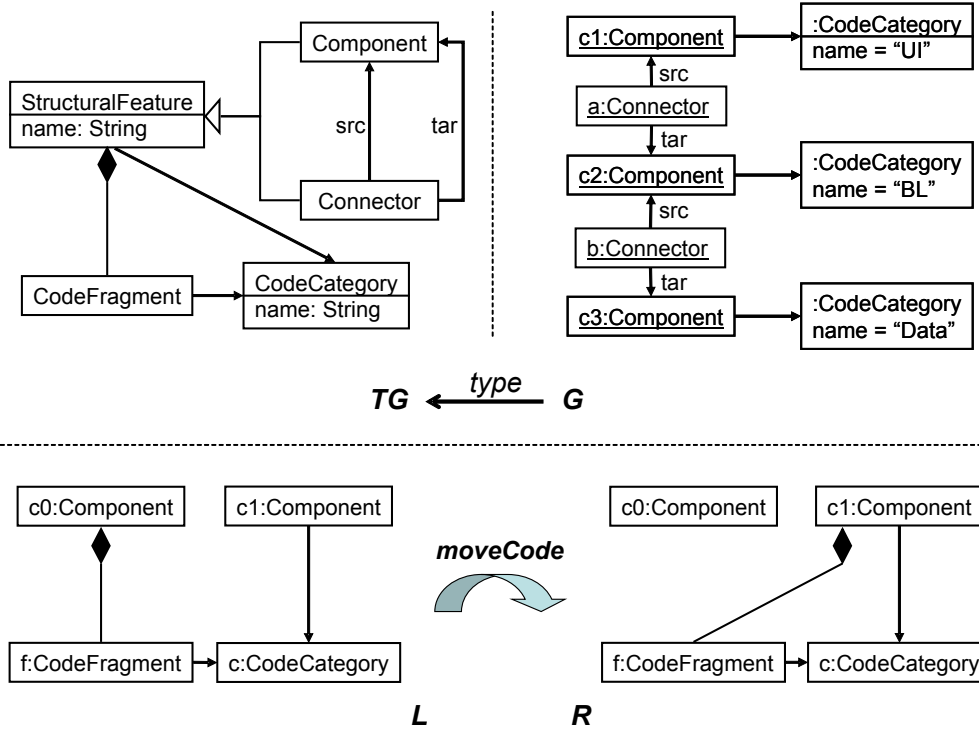 Component
StructuralFeature
name: String
src
tar
Connector
CodeFragment
CodeCategory
name: String
c1:Component
:CodeCategory
name = “UI”
src
a:Connector
tar
c2:Component
:CodeCategory
name = “BL”
src
b:Connector
tar
c3:Component
:CodeCategory
name = “Data”
TG
type
G
c0:Component
c1:Component
f:CodeFragment
c:CodeCategory
L
moveCode
c0:Component
c1:Component
f:CodeFragment
c:CodeCategory
R